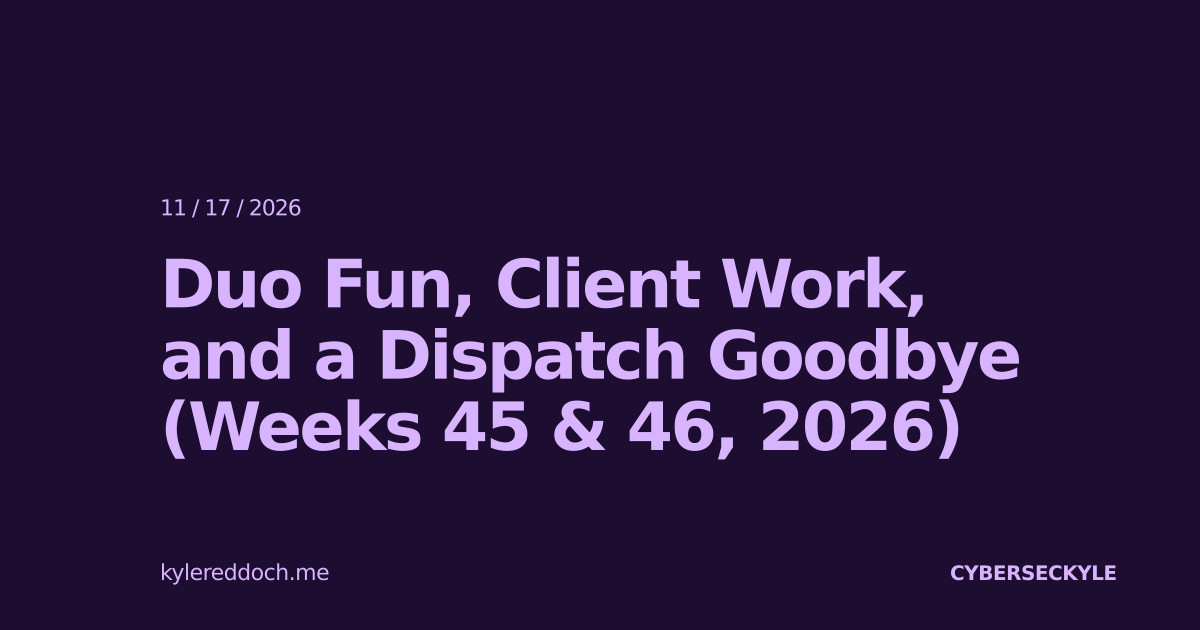 11 / 17 / 2026
Duo Fun, Client Work,
and a Dispatch Goodbye
(Weeks 45 & 46, 2026)
kylereddoch.me
CYBERSECKYLE